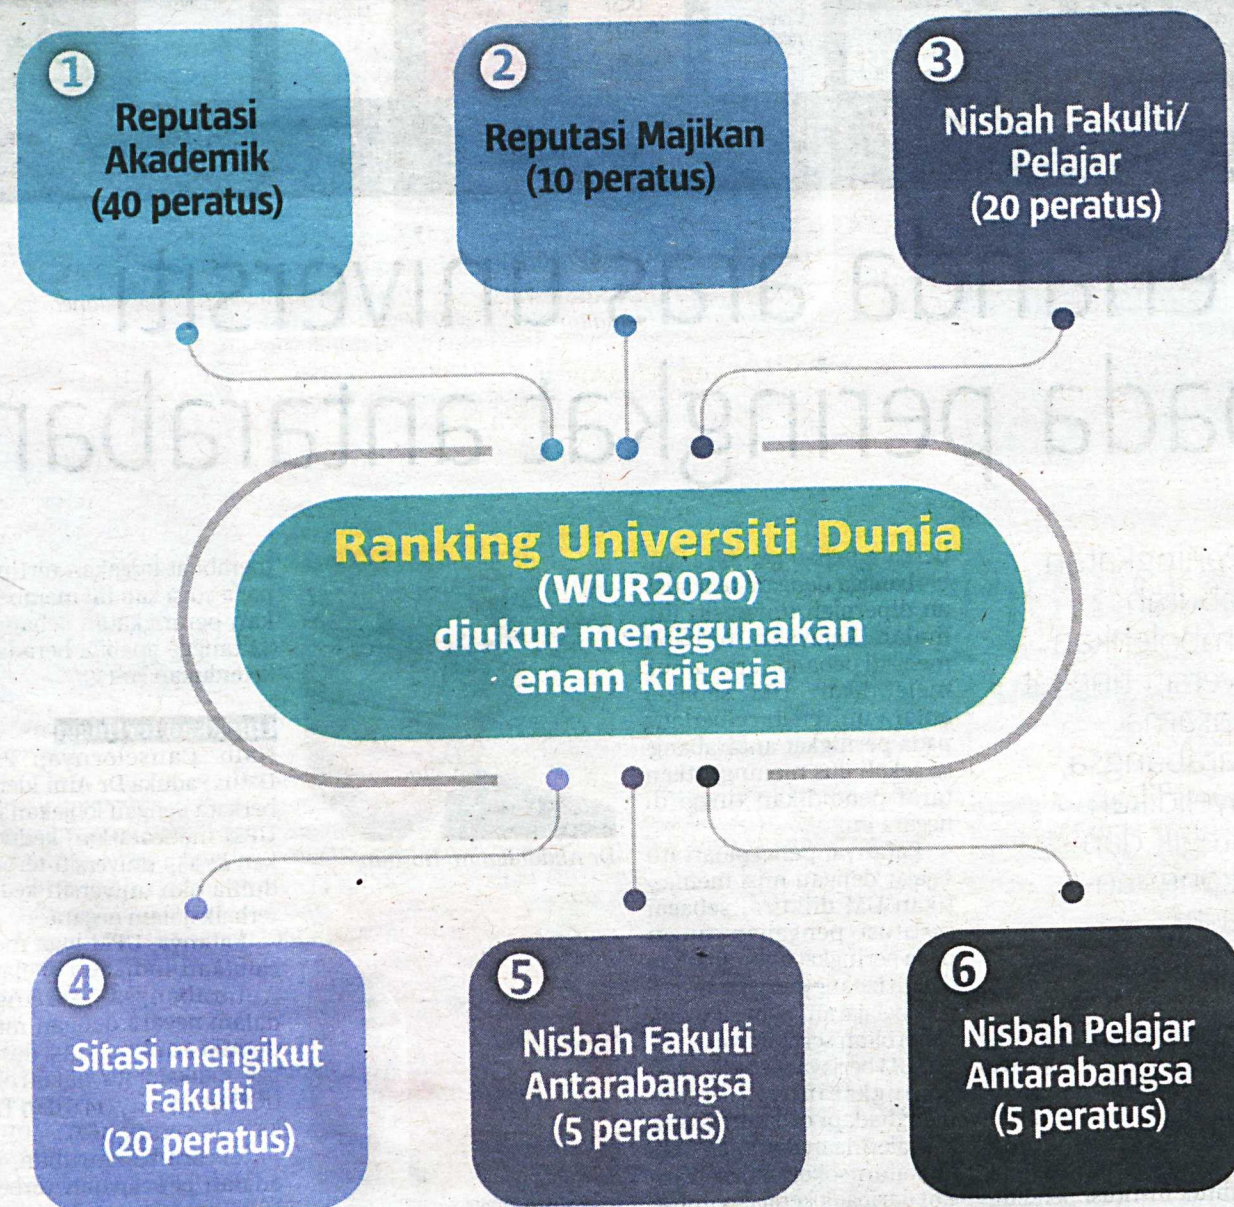 1
Reputasi
Akademik
(40 peratus)
2
Reputasi Majikan
(10 peratus)
3
Nisbah Fakulti/
Pelajar
(20 peratus)
Ranking Universiti Dunia
(WUR2020)
diukur menggunakan
enam kriteria
4
Sitasi mengikut
Fakulti
(20 peratus)
5
Nisbah Fakulti
Antarabangsa
(5 peratus)
6
Nisbah Pelajar
Antarabangsa
(5 peratus)